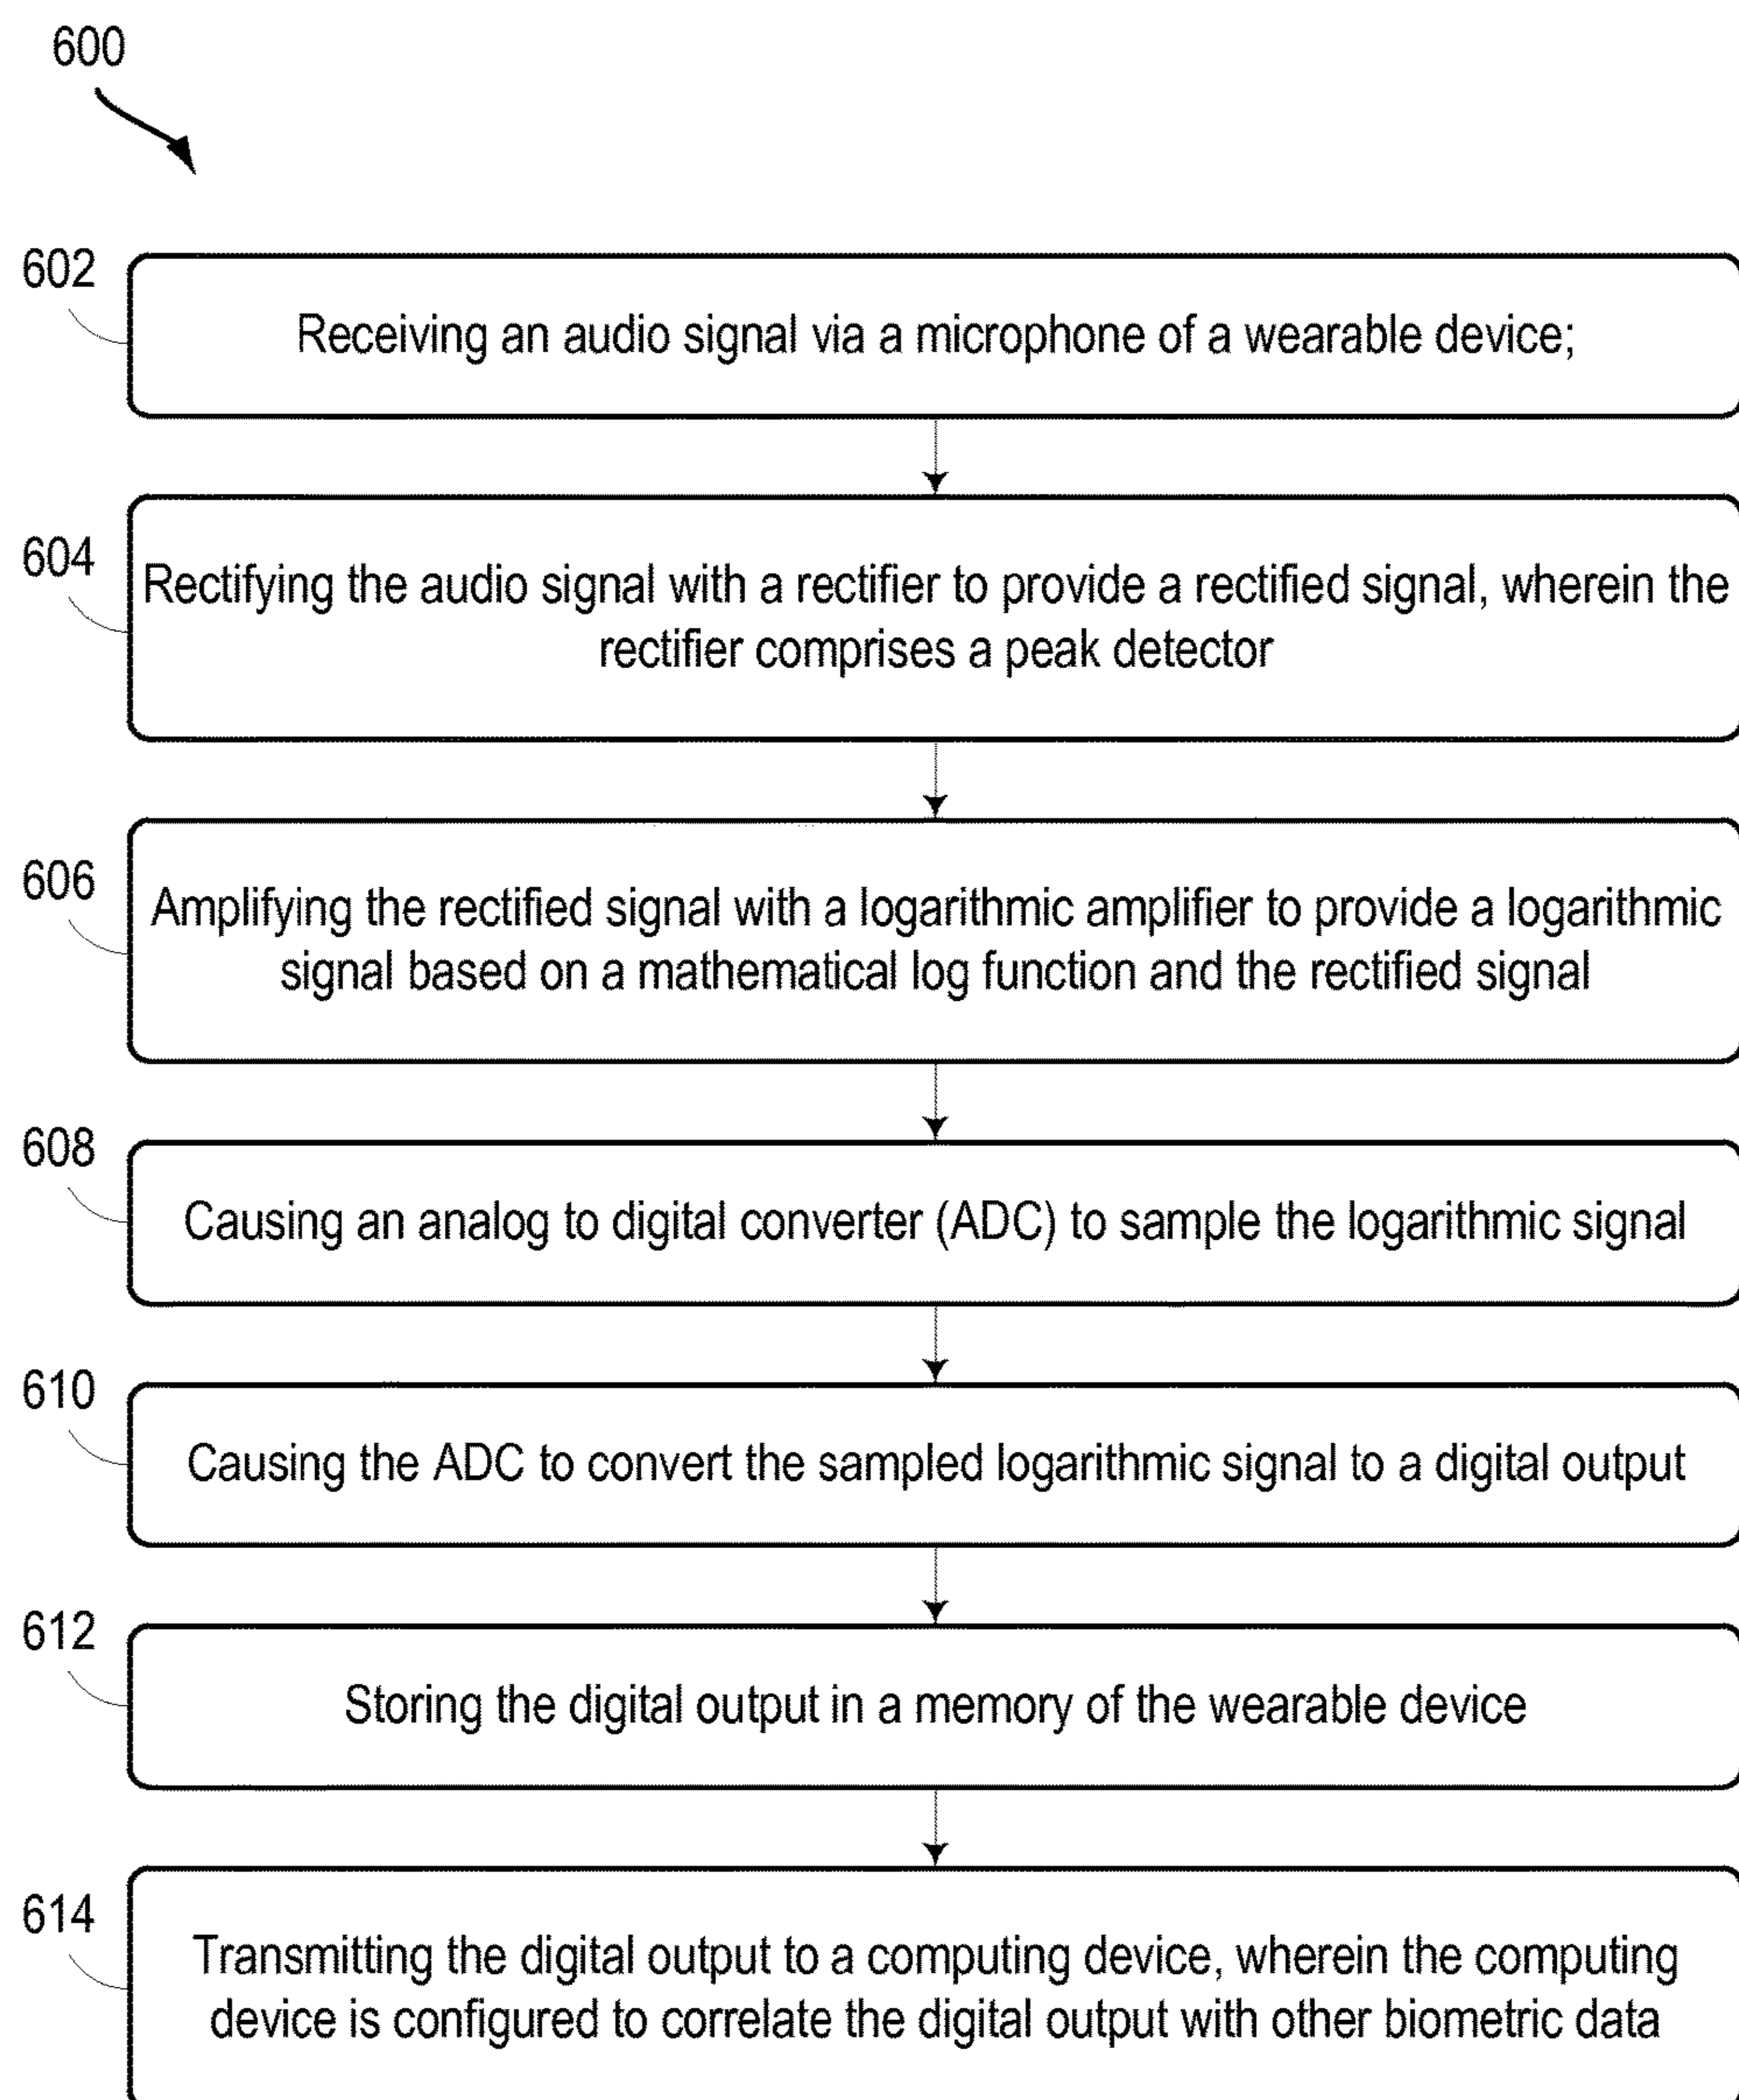 600
602
Receiving an audio signal via a microphone of a wearable device;
604
Rectifying the audio signal with a rectifier to provide a rectified signal, wherein the
rectifier comprises a peak detector
606
Amplifying the rectified signal with a logarithmic amplifier to provide a logarithmic
signal based on a mathematical log function and the rectified signal
608
Causing an analog to digital converter (ADC) to sample the logarithmic signal
610
Causing the ADC to convert the sampled logarithmic signal to a digital output
612
Storing the digital output in a memory of the wearable device
614
Transmitting the digital output to a computing device, wherein the computing
device is configured to correlate the digital output with other biometric data